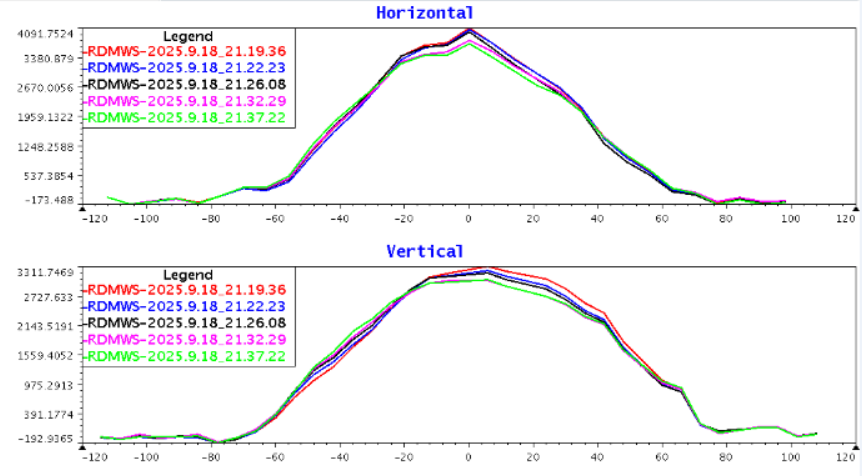 Horizontal
4091.7524
3380.879
2670.0056
1959.1322
1248.2588
537.3854
-173.488
Legend
-RDMWS-2025.9.18_21.19.36
-RDMWS-2025.9.18_21.22.23
-RDMWS-2025.9.18_21.26.08
-RDMWS-2025.9.18_21.32.29
-RDMWS-2025.9.18_21.37.22
-120 -100 -80 -60 -40 -20 0 20 40 60 80 100 120
Vertical
3311.7469
2727.633
2143.5191
1559.4052
975.2913
391.1774
-192.9365
Legend
-RDMWS-2025.9.18_21.19.36
-RDMWS-2025.9.18_21.22.23
-RDMWS-2025.9.18_21.26.08
-RDMWS-2025.9.18_21.32.29
-RDMWS-2025.9.18_21.37.22
-120 -100 -80 -60 -40 -20 0 20 40 60 80 100 120